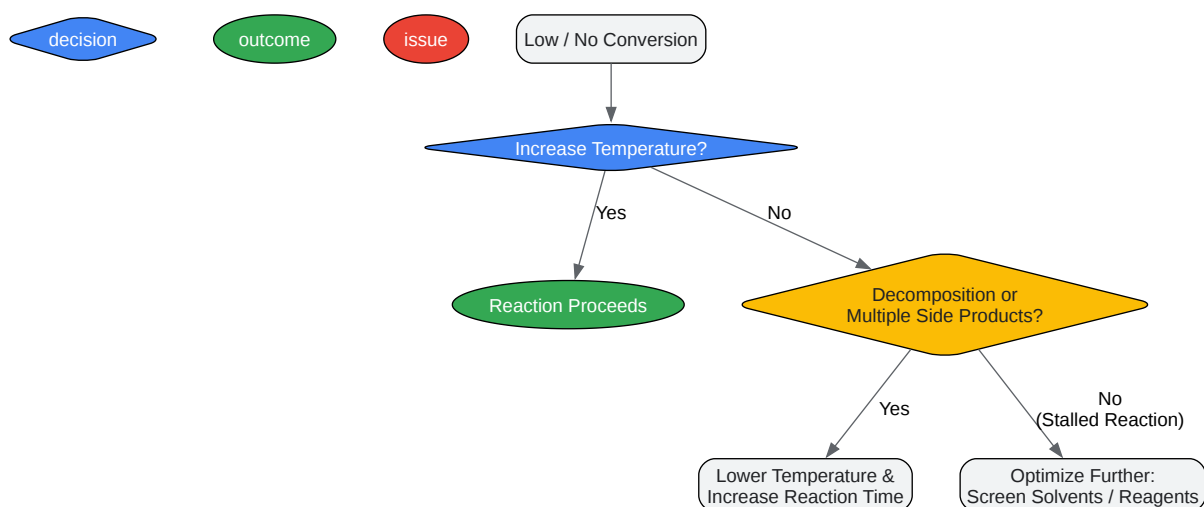 decision
outcome
issue
Low / No Conversion
Increase Temperature?
Yes
No
Reaction Proceeds
Decomposition or
Multiple Side Products?
Yes
No
(Stalled Reaction)
Lower Temperature &
Increase Reaction Time
Optimize Further:
Screen Solvents / Reagents